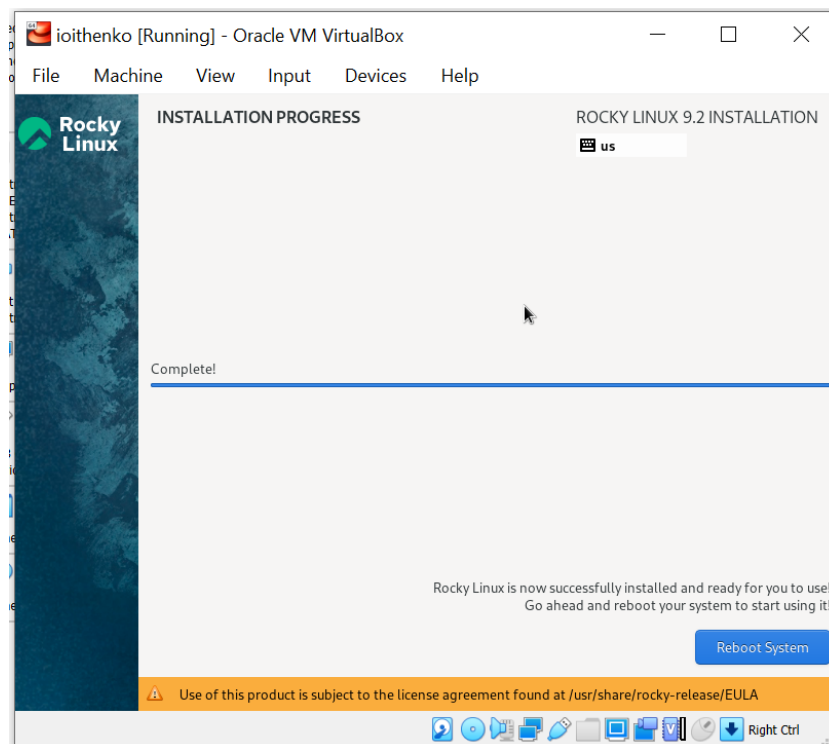 ioithenko [Running] - Oracle VM VirtualBox
File Machine View Input Devices Help
Rocky
Linux
INSTALLATION PROGRESS
ROCKY LINUX 9.2 INSTALLATION
us
Complete!
Rocky Linux is now successfully installed and ready for you to use!
Go ahead and reboot your system to start using it!
Reboot System
Use of this product is subject to the license agreement found at /usr/share/rocky-release/EULA
Right Ctrl